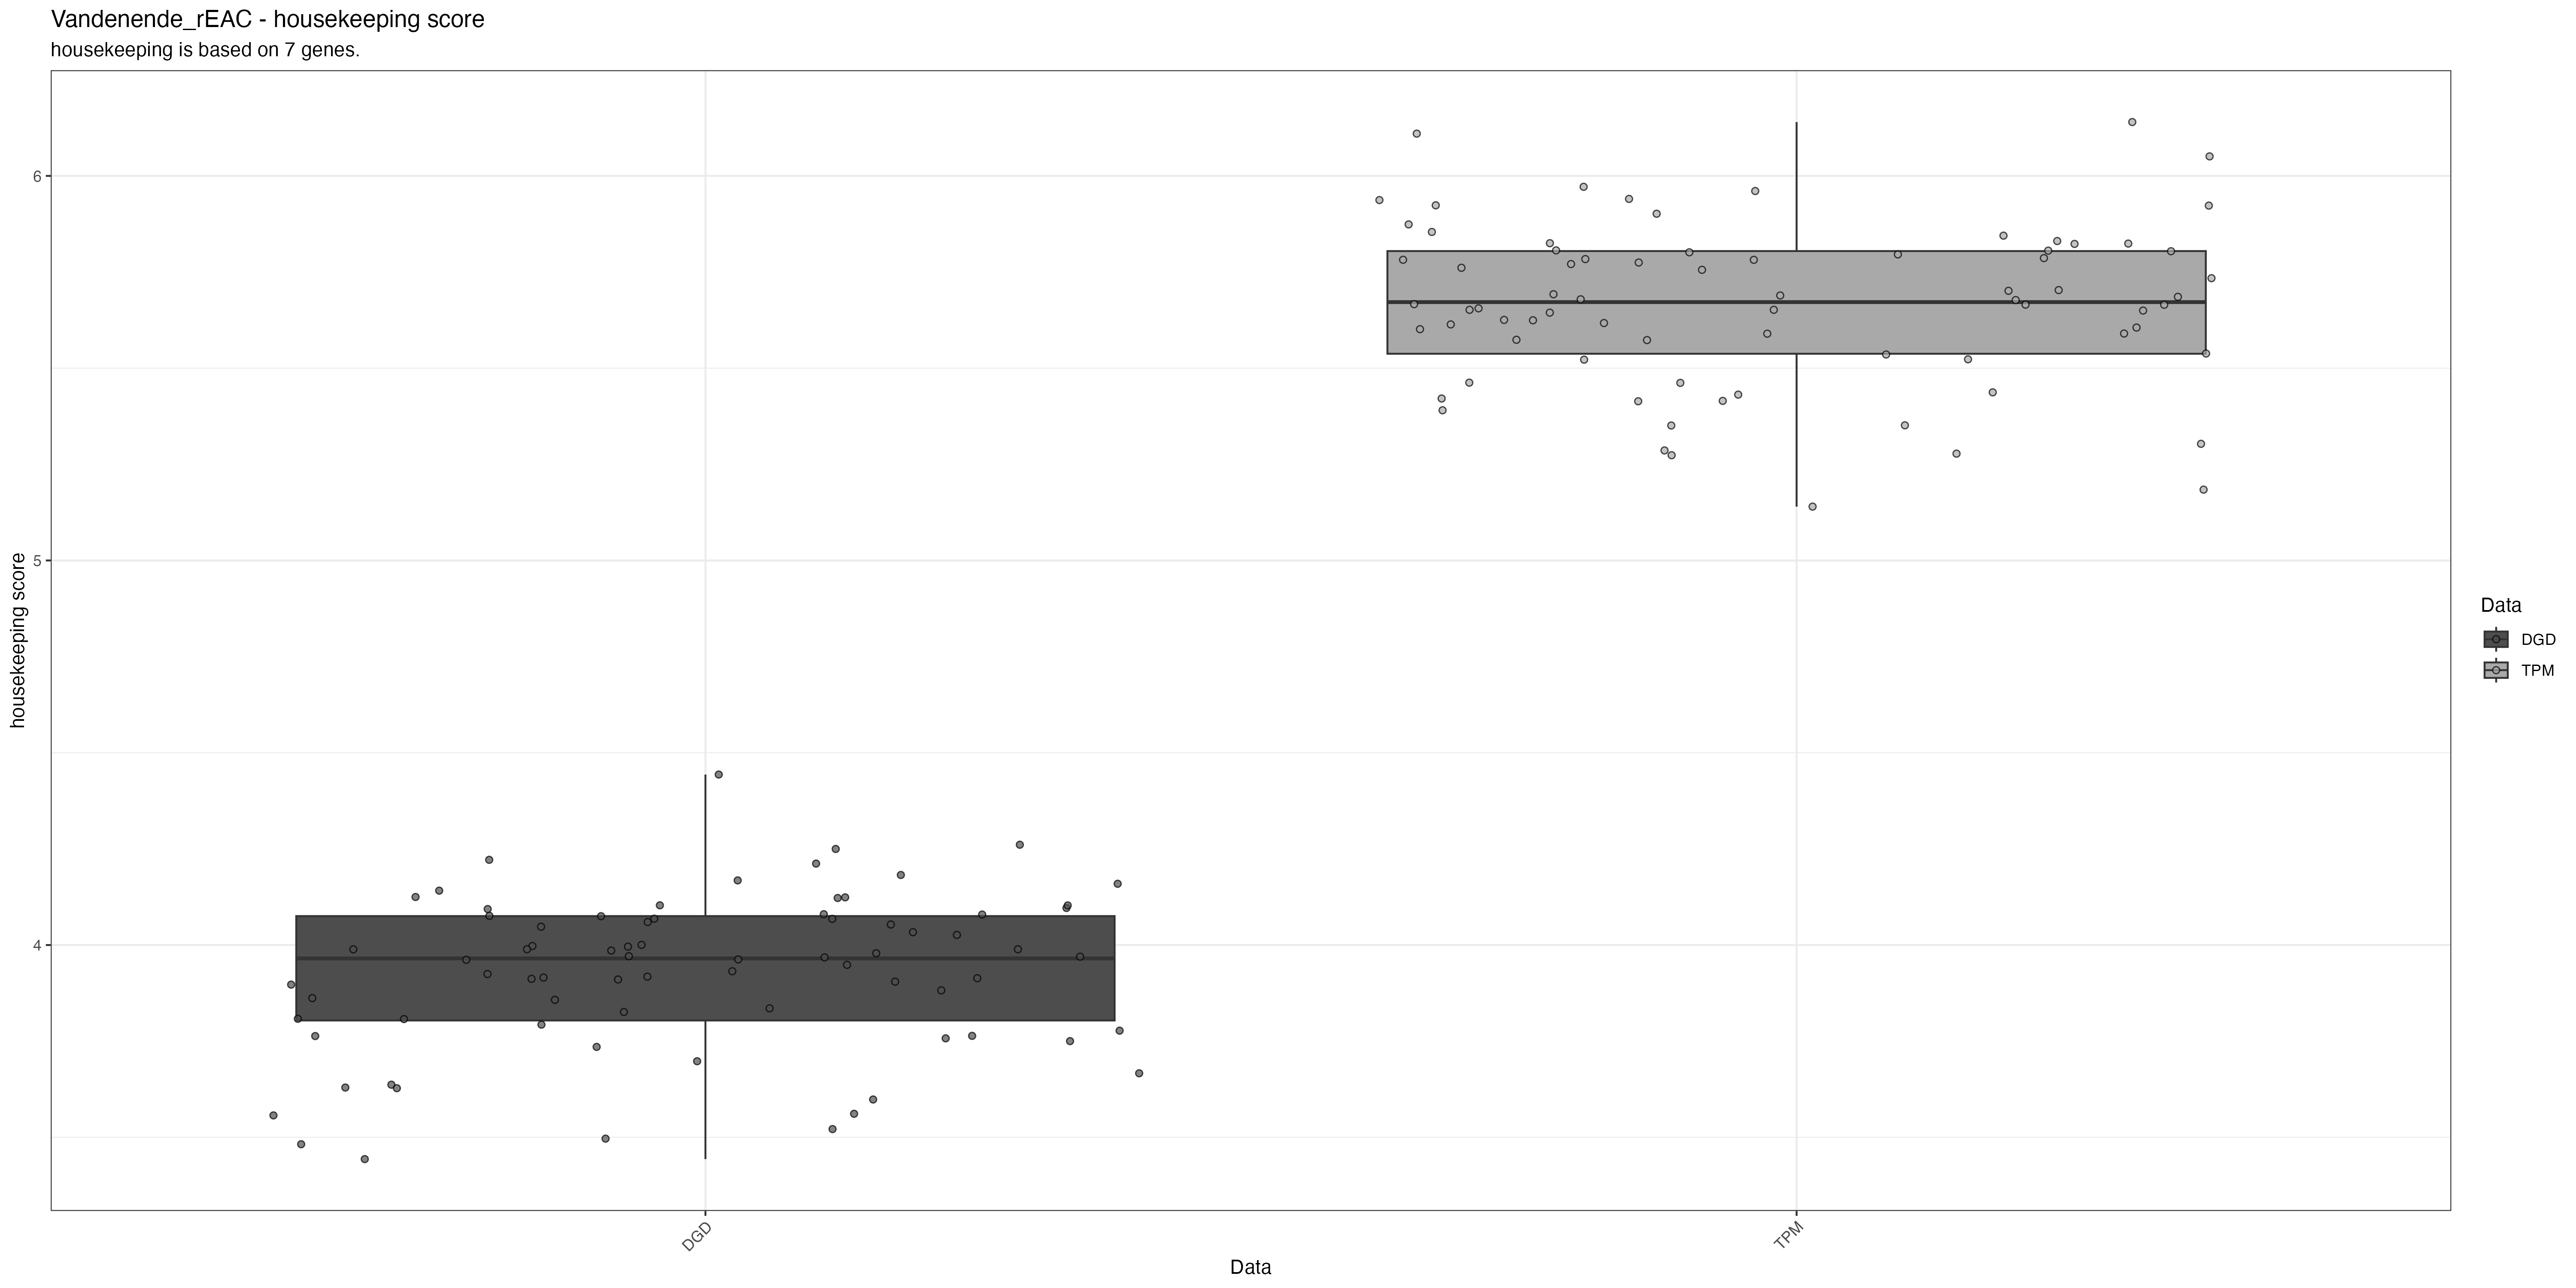 Vandenende_rEAC - housekeeping score
housekeeping is based on 7 genes.
housekeeping score
6
5
4
DGD
TPM
Data
Data
DGD
TPM